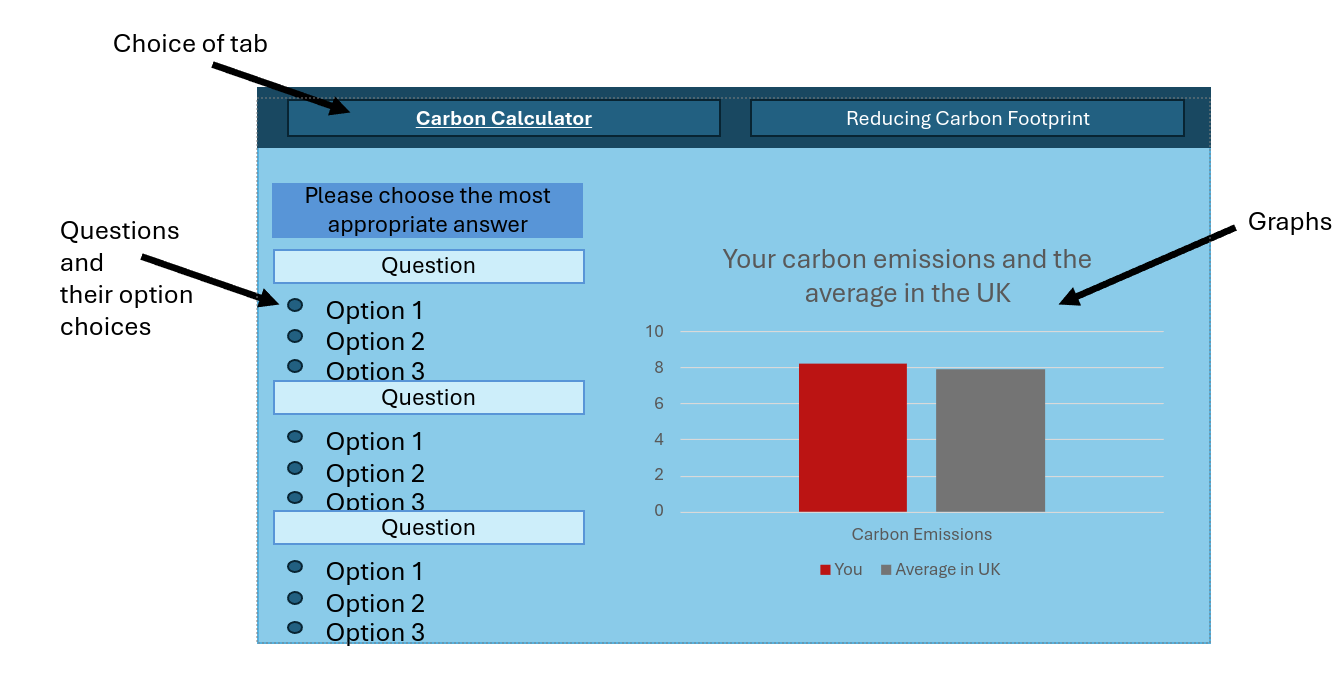 Choice of tab
Carbon Calculator
Reducing Carbon Footprint
Please choose the most
appropriate answer
Questions
and
their option
choices
Question
Option 1
Option 2
Option 3
Question
Option 1
Option 2
Option 3
Question
Option 1
Option 2
Option 3
Graphs
Your carbon emissions and the
average in the UK
10
8
6
4
2
0
Carbon Emissions
You
Average in UK